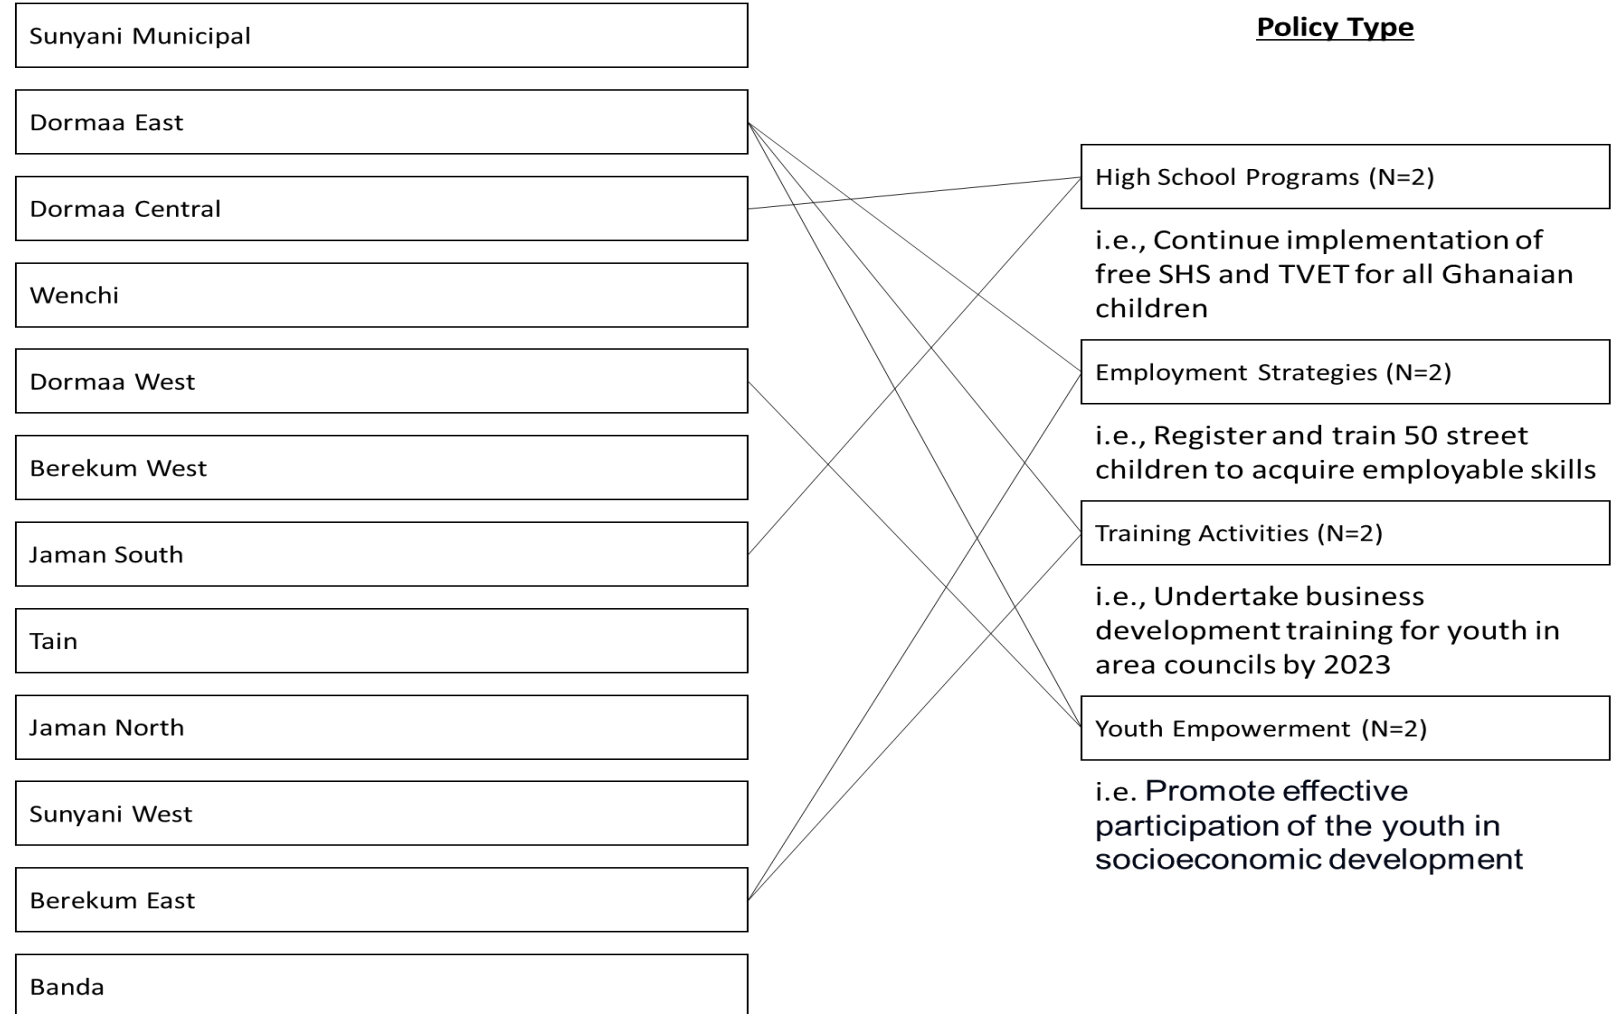 Sunyani Municipal
Dormaa East
Dormaa Central
Wenchi
Dormaa West
Berekum West
Jaman South
Tain
Jaman North
Sunyani West
Berekum East
Banda
Policy Type
High School Programs (N=2)
i.e., Continue implementation of
free SHS and TVET for all Ghanaian
children
Employment Strategies (N=2)
i.e., Register and train 50 street
children to acquire employable skills
Training Activities (N=2)
i.e., Undertake business
development training for youth in
area councils by 2023
Youth Empowerment (N=2)
i.e. Promote effective
participation of the youth in
socioeconomic development